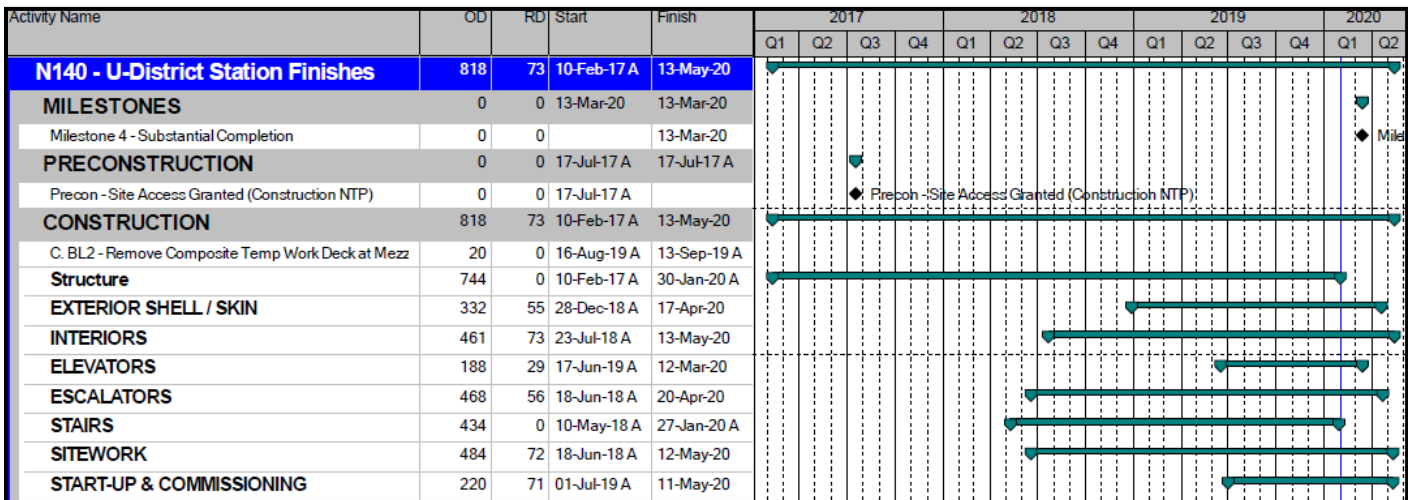 Activity Name OD RD Start Finish 2017 2018 2019 2020
Q1 Q2 Q3 Q4 Q1 Q2 Q3 Q4 Q1 Q2 Q3 Q4 Q1 Q2
N140 - U-District Station Finishes 818 73 10-Feb-17 A 13-May-20
MILESTONES 0 0 13-Mar-20 13-Mar-20
Milestone 4 - Substantial Completion 0 0 13-Mar-20 Mile
PRECONSTRUCTION 0 0 17-Jul-17 A 17-Jul-17 A
Precon - Site Access Granted (Construction NTP) 0 0 17-Jul-17 A Precon - Site Access Granted (Construction NTP)
CONSTRUCTION 818 73 10-Feb-17 A 13-May-20
C. BL2 - Remove Composite Temp Work Deck at Mezz 20 0 16-Aug-19 A 13-Sep-19 A
Structure 744 0 10-Feb-17 A 30-Jan-20 A
EXTERIOR SHELL / SKIN 332 55 28-Dec-18 A 17-Apr-20
INTERIORS 461 73 23-Jul-18 A 13-May-20
ELEVATORS 188 29 17-Jun-19 A 12-Mar-20
ESCALATORS 468 56 18-Jun-18 A 20-Apr-20
STAIRS 434 0 10-May-18 A 27-Jan-20 A
SITEWORK 484 72 18-Jun-18 A 12-May-20
START-UP & COMMISSIONING 220 71 01-Jul-19 A 11-May-20